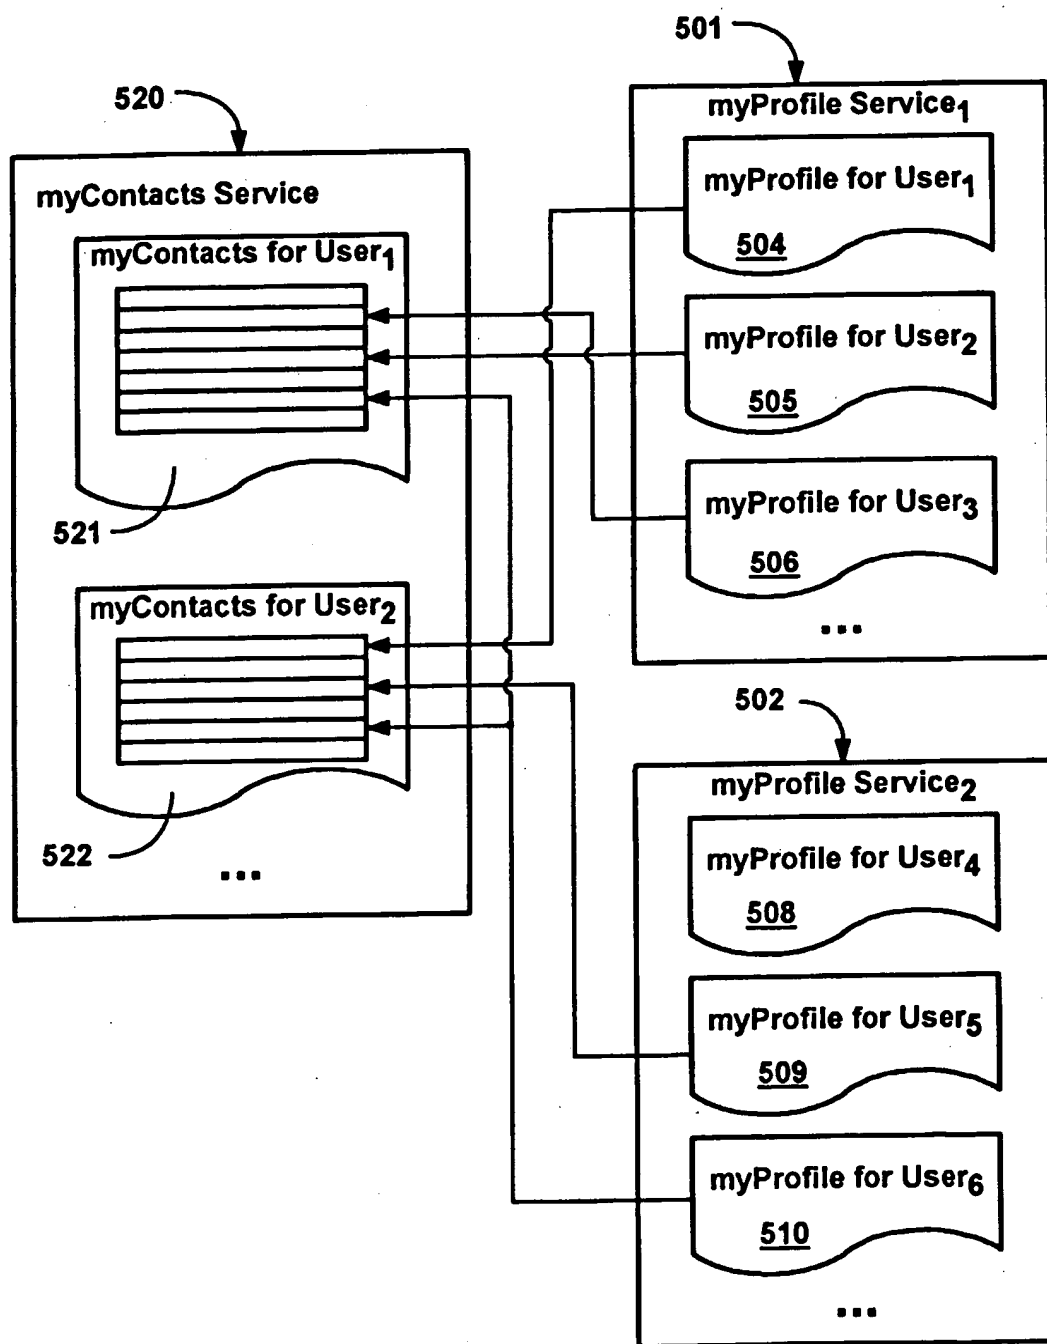 520
myContacts Service
myContacts for User₁
521
myContacts for User₂
522
...
501
myProfile Service₁
myProfile for User₁
504
myProfile for User₂
505
myProfile for User₃
506
...
502
myProfile Service₂
myProfile for User₄
508
myProfile for User₅
509
myProfile for User₆
510
...